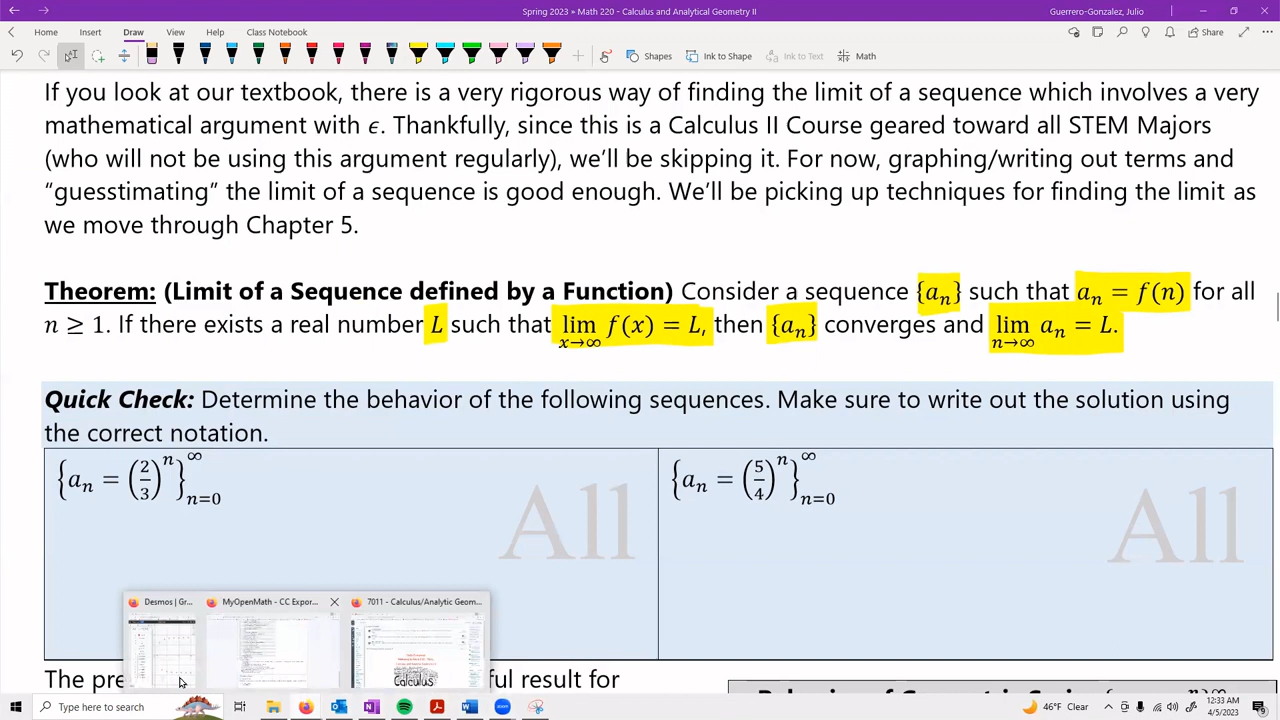 Spring 2023 » Math 220 - Calculus and Analytical Geometry II
Guerrero-Gonzalez, Julio
Home Insert Draw View Help Class Notebook
Share
Shapes Ink to Shape Ink to Text Math
If you look at our textbook, there is a very rigorous way of finding the limit of a sequence which involves a very
mathematical argument with ϵ. Thankfully, since this is a Calculus II Course geared toward all STEM Majors
(who will not be using this argument regularly), we’ll be skipping it. For now, graphing/writing out terms and
“guesstimating” the limit of a sequence is good enough. We’ll be picking up techniques for finding the limit as
we move through Chapter 5.
Theorem: (Limit of a Sequence defined by a Function) Consider a sequence {aₙ} such that aₙ = f(n) for all
n ≥ 1. If there exists a real number L such that lim x→∞ f(x) = L, then {aₙ} converges and lim n→∞ aₙ = L.
Quick Check: Determine the behavior of the following sequences. Make sure to write out the solution using
the correct notation.
{aₙ = (2/3)ⁿ}∞ n=0
{aₙ = (5/4)ⁿ}∞ n=0
All
All
Desmos | Gr... MyOpenMath - CC Expor... 7011 - Calculus/Analytic Geom...
Calculus
The pre
ful result for
Type here to search
46°F Clear
12:33 AM
4/5/2023